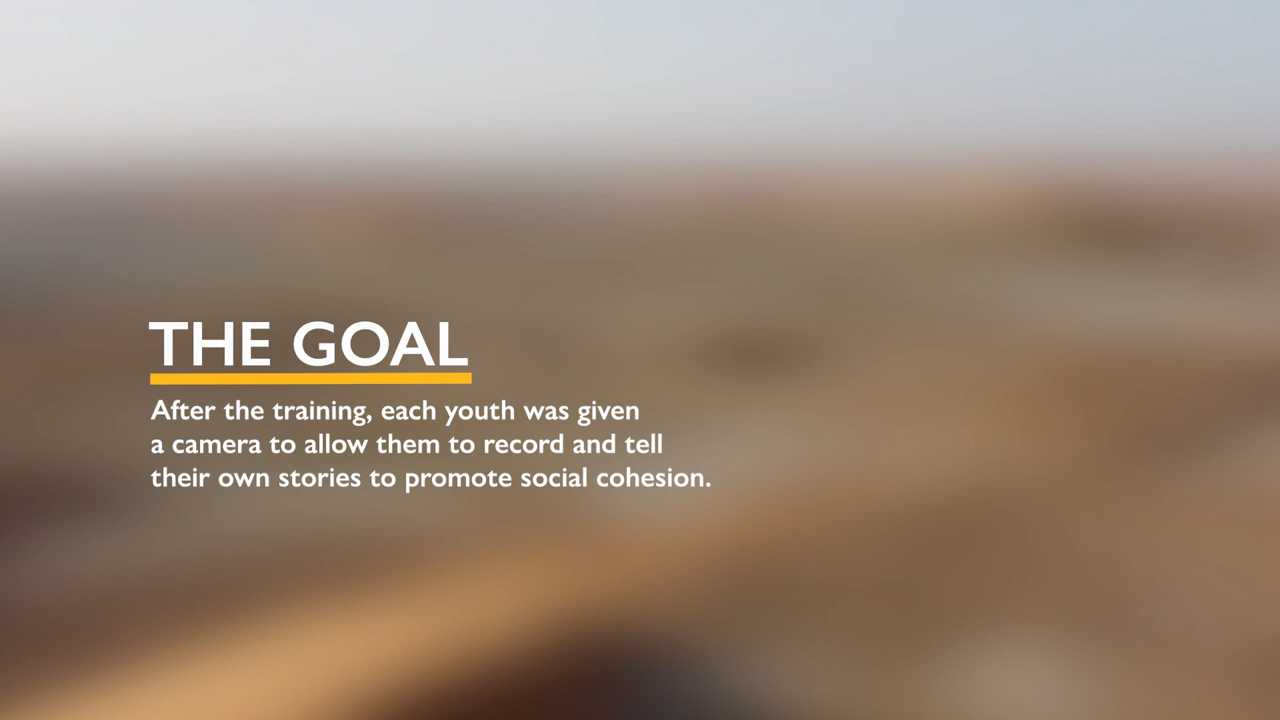 THE GOAL
After the training, each youth was given
a camera to allow them to record and tell
their own stories to promote social cohesion.